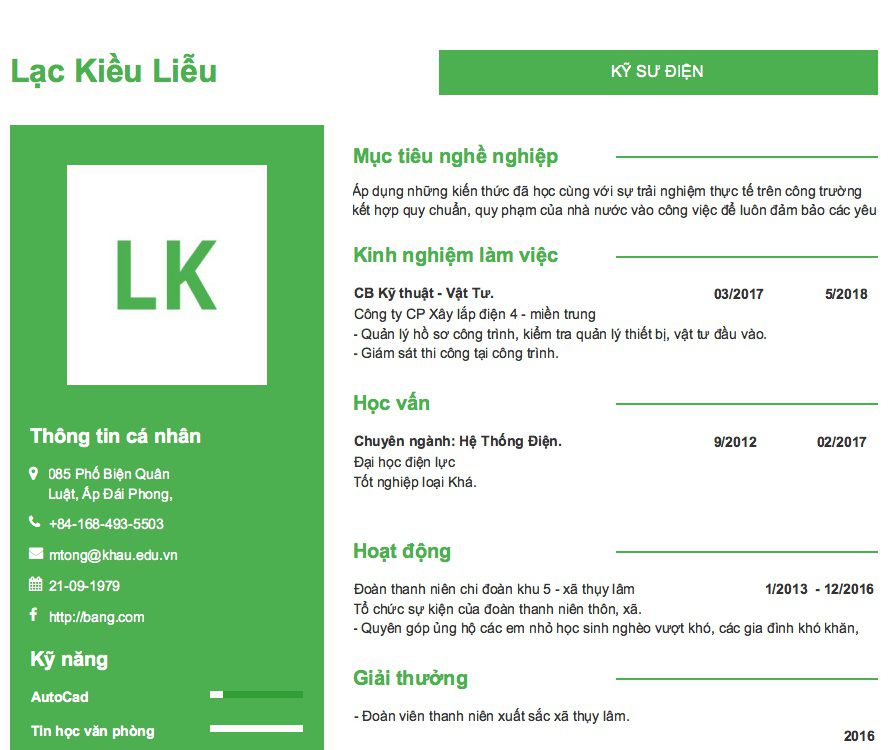 Lạc Kiều Liễu
KỸ SƯ ĐIỆN
LK
Thông tin cá nhân
085 Phố Biện Quân
Luật, Ấp Đái Phong,
+84-168-493-5503
mtong@khau.edu.vn
21-09-1979
http://bang.com
Kỹ năng
AutoCad
Tin học văn phòng
Mục tiêu nghề nghiệp
Áp dụng những kiến thức đã học cùng với sự trải nghiệm thực tế trên công trường
kết hợp quy chuẩn, quy phạm của nhà nước vào công việc để luôn đảm bảo các yêu
Kinh nghiệm làm việc
CB Kỹ thuật - Vật Tư. 03/2017 5/2018
Công ty CP Xây lắp điện 4 - miền trung
- Quản lý hồ sơ công trình, kiểm tra quản lý thiết bị, vật tư đầu vào.
- Giám sát thi công tại công trình.
Học vấn
Chuyên ngành: Hệ Thống Điện. 9/2012 02/2017
Đại học điện lực
Tốt nghiệp loại Khá.
Hoạt động
Đoàn thanh niên chi đoàn khu 5 - xã thụy lâm 1/2013 - 12/2016
Tổ chức sự kiện của đoàn thanh niên thôn, xã.
- Quyên góp ủng hộ các em nhỏ học sinh nghèo vượt khó, các gia đình khó khăn,
Giải thưởng
- Đoàn viên thanh niên xuất sắc xã thụy lâm.
2016